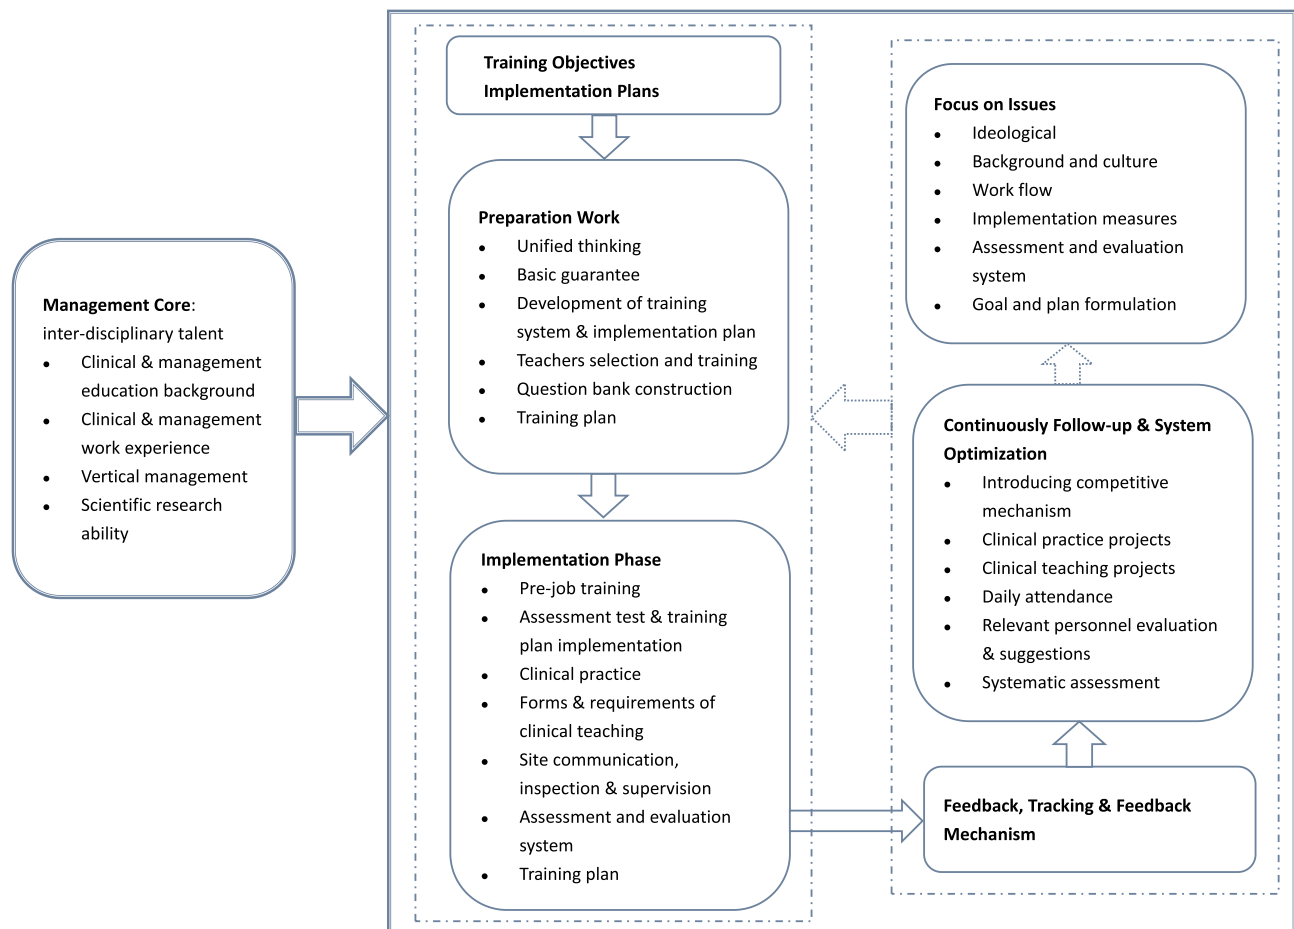 Management Core:
inter-disciplinary talent
• Clinical & management
education background
• Clinical & management
work experience
• Vertical management
• Scientific research
ability
Training Objectives
Implementation Plans
Preparation Work
• Unified thinking
• Basic guarantee
• Development of training
system & implementation plan
• Teachers selection and training
• Question bank construction
• Training plan
Implementation Phase
• Pre-job training
• Assessment test & training
plan implementation
• Clinical practice
• Forms & requirements of
clinical teaching
• Site communication,
inspection & supervision
• Assessment and evaluation
system
• Training plan
Focus on Issues
• Ideological
• Background and culture
• Work flow
• Implementation measures
• Assessment and evaluation
system
• Goal and plan formulation
Continuously Follow-up & System
Optimization
• Introducing competitive
mechanism
• Clinical practice projects
• Clinical teaching projects
• Daily attendance
• Relevant personnel evaluation
& suggestions
• Systematic assessment
Feedback, Tracking & Feedback
Mechanism